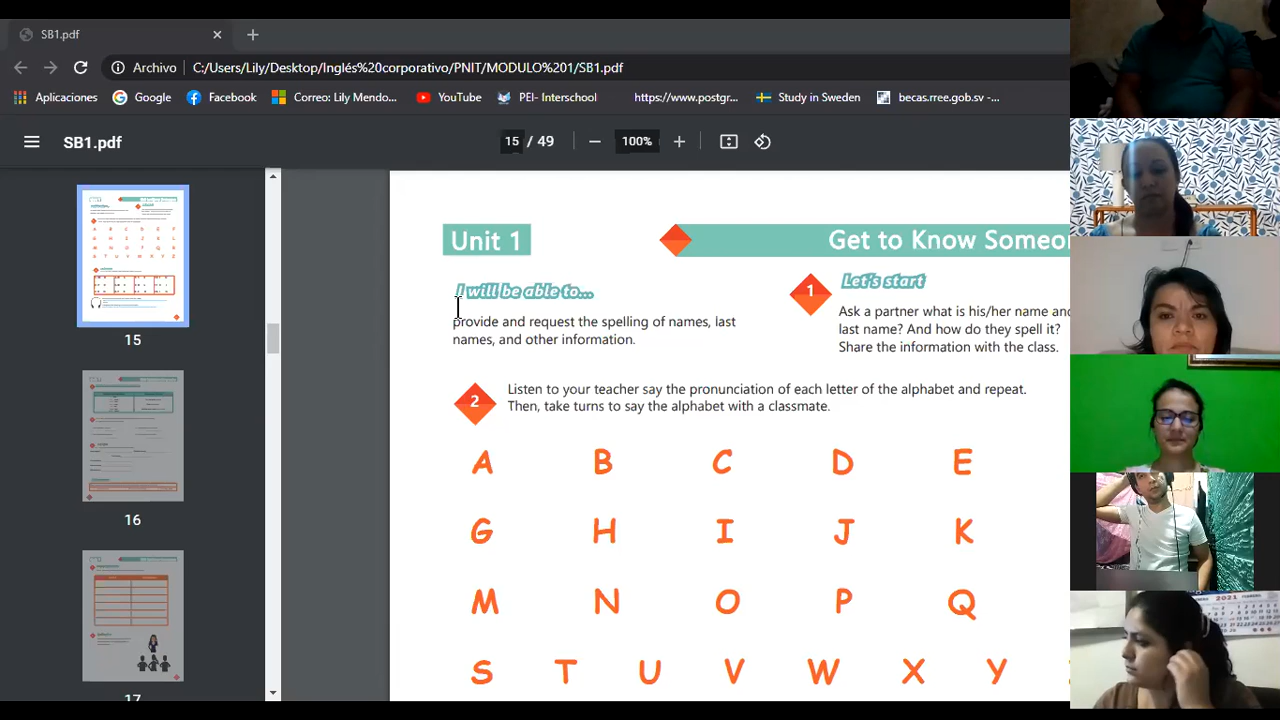 SB1.pdf
Archivo C:/Users/Lily/Desktop/Inglés%20corporativo/PNIT/MODULO%201/SB1.pdf
Aplicaciones Google Facebook Correo: Lily Mendo... YouTube PEI- Interschool https://www.postgr... Study in Sweden becas.rree.gob.sv -...
SB1.pdf 15 / 49 100%
15
16
17
Unit 1 Get to Know Someo
I will be able to...
provide and request the spelling of names, last
names, and other information.
1 Let's start
Ask a partner what is his/her name and
last name? And how do they spell it?
Share the information with the class.
2 Listen to your teacher say the pronunciation of each letter of the alphabet and repeat.
Then, take turns to say the alphabet with a classmate.
A B C D E
G H I J K
M N O P Q
S T U V W X Y
2021